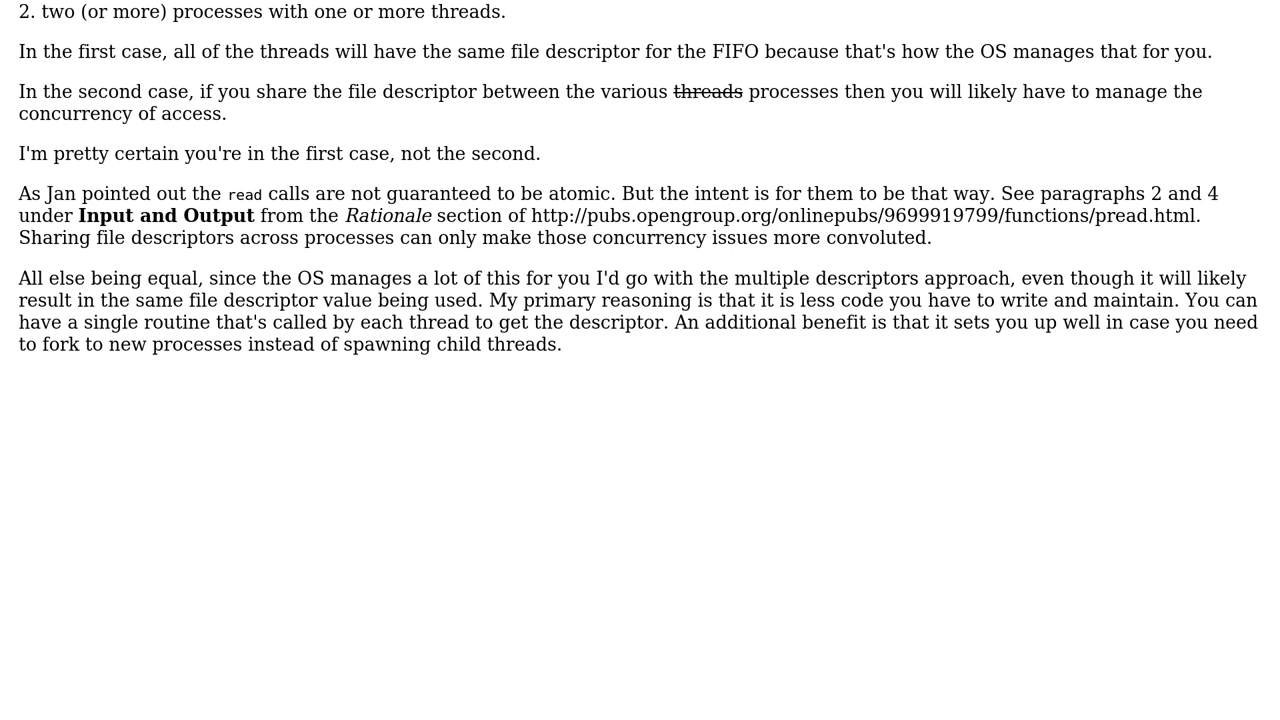 2. two (or more) processes with one or more threads.
In the first case, all of the threads will have the same file descriptor for the FIFO because that's how the OS manages that for you.
In the second case, if you share the file descriptor between the various threads processes then you will likely have to manage the
concurrency of access.
I'm pretty certain you're in the first case, not the second.
As Jan pointed out the read calls are not guaranteed to be atomic. But the intent is for them to be that way. See paragraphs 2 and 4
under Input and Output from the Rationale section of http://pubs.opengroup.org/onlinepubs/9699919799/functions/pread.html.
Sharing file descriptors across processes can only make those concurrency issues more convoluted.
All else being equal, since the OS manages a lot of this for you I'd go with the multiple descriptors approach, even though it will likely
result in the same file descriptor value being used. My primary reasoning is that it is less code you have to write and maintain. You can
have a single routine that's called by each thread to get the descriptor. An additional benefit is that it sets you up well in case you need
to fork to new processes instead of spawning child threads.